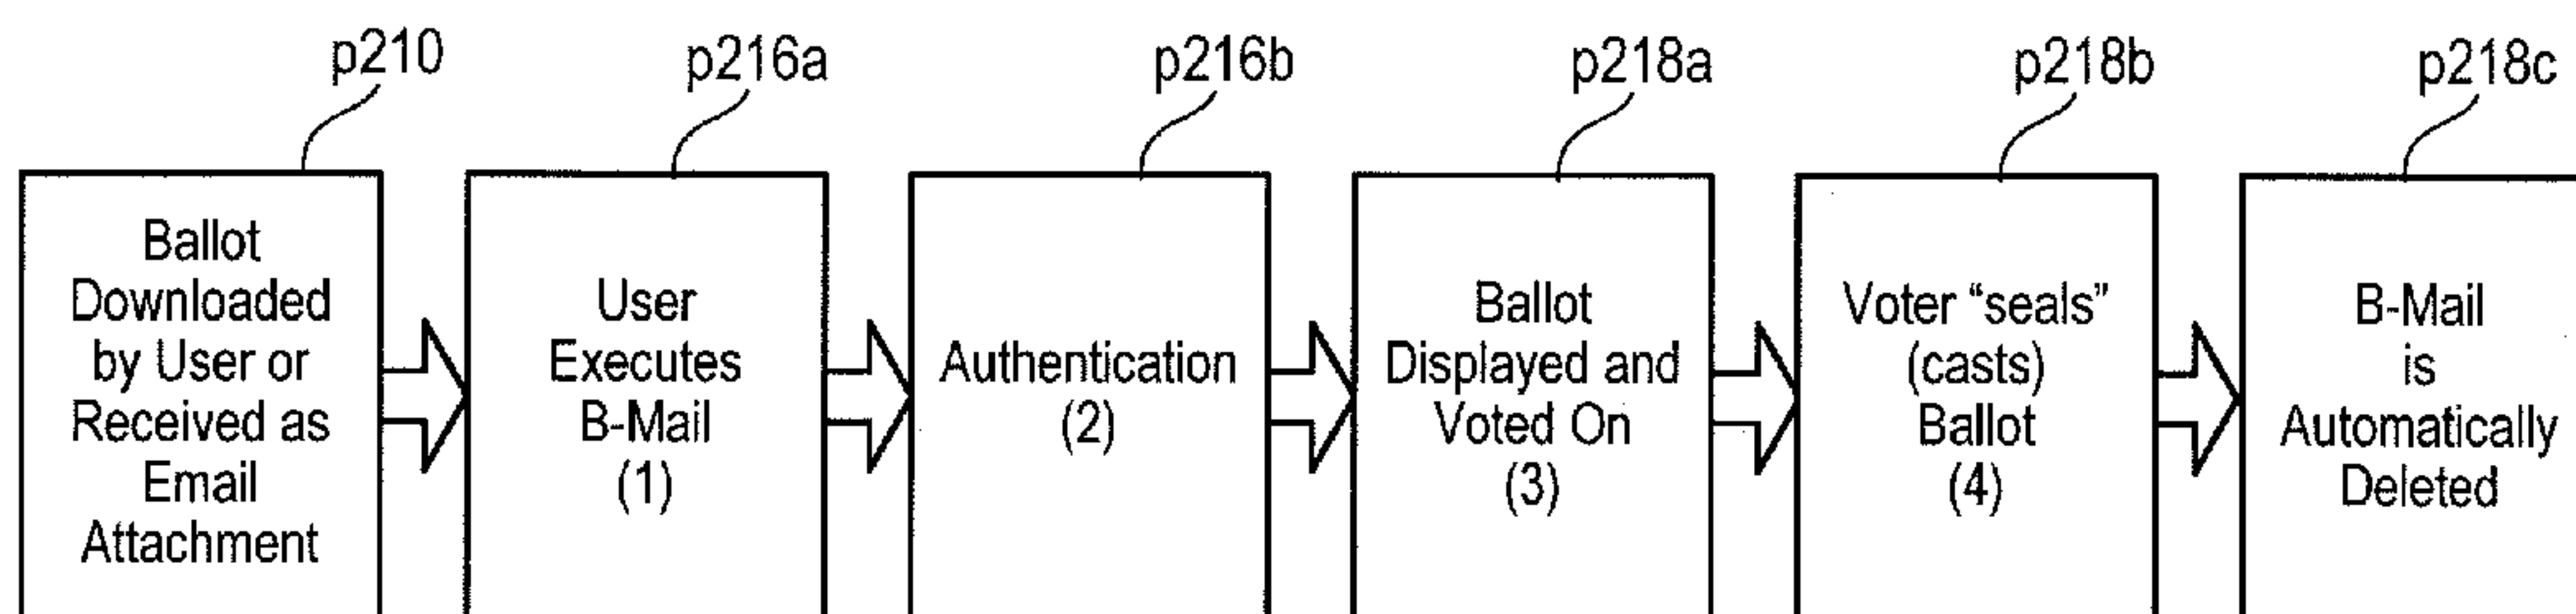 p210
p216a
p216b
p218a
p218b
p218c
Ballot
Downloaded
by User or
Received as
Email
Attachment
User
Executes
B-Mail
(1)
Authentication
(2)
Ballot
Displayed and
Voted On
(3)
Voter “seals”
(casts)
Ballot
(4)
B-Mail
is
Automatically
Deleted